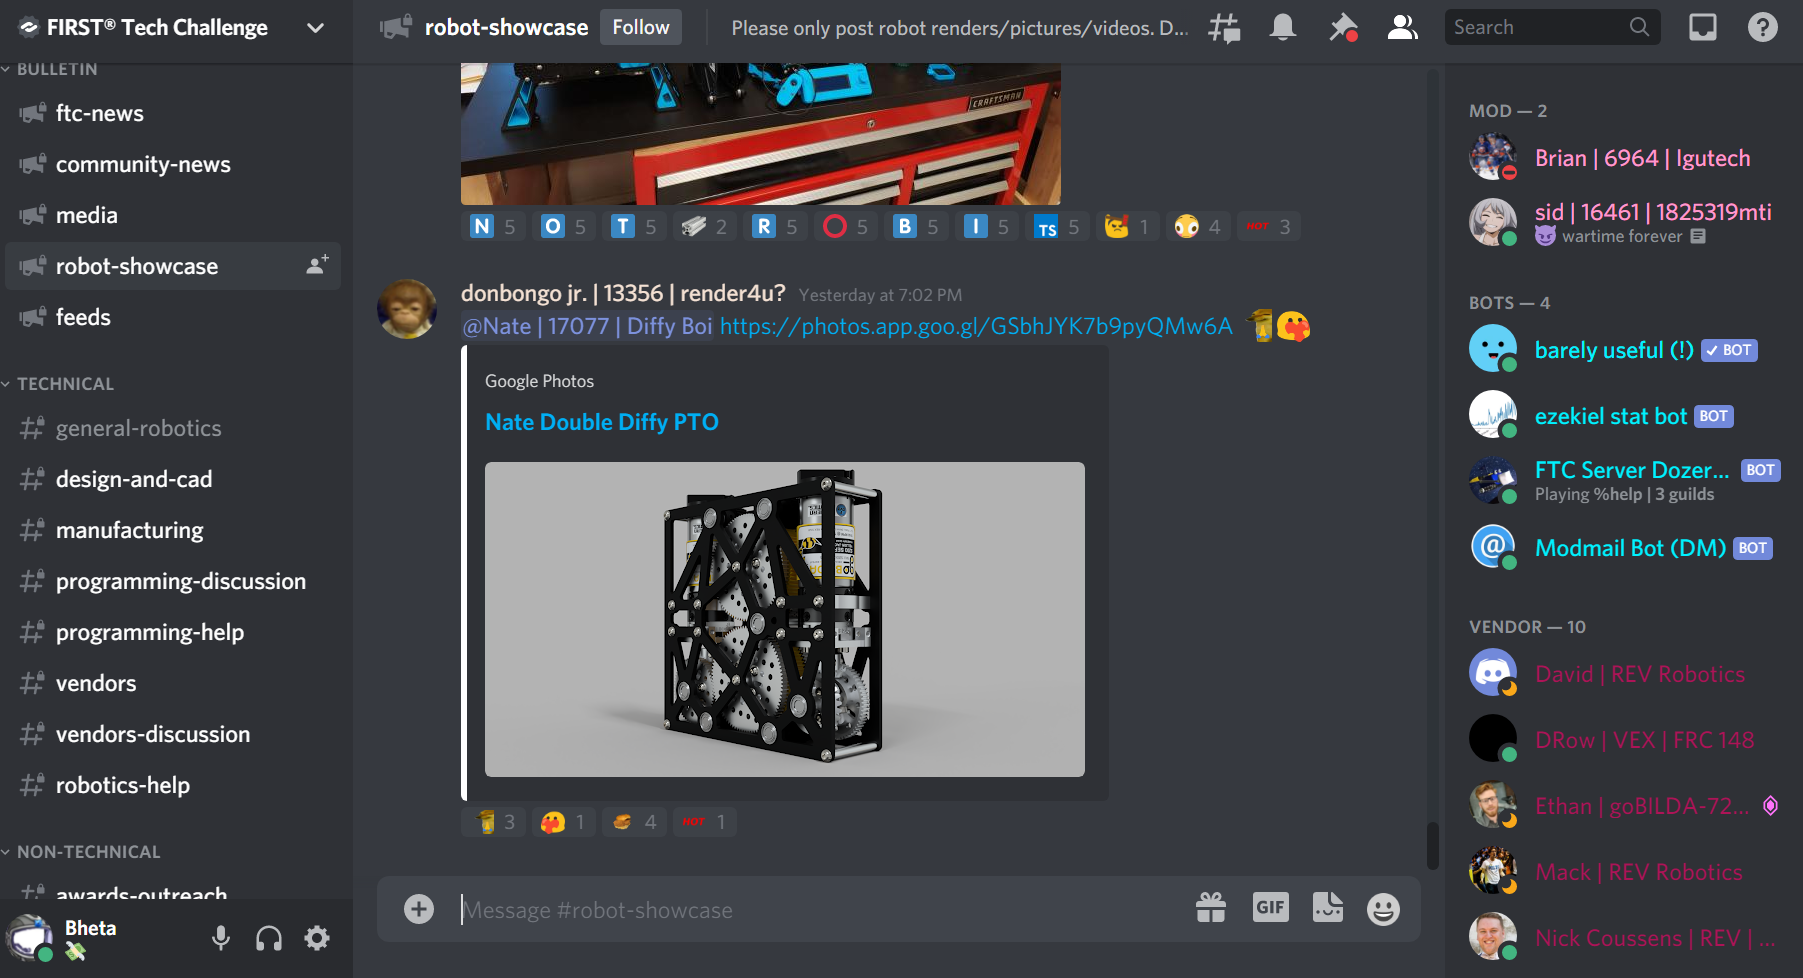 FIRST® Tech Challenge
BULLETIN
ftc-news
community-news
media
robot-showcase
feeds
TECHNICAL
general-robotics
design-and-cad
manufacturing
programming-discussion
programming-help
vendors
vendors-discussion
robotics-help
NON-TECHNICAL
awards-outreach
Bheta
robot-showcase
Follow
Please only post robot renders/pictures/videos. D...
Search
CRAFTSMAN
N 5 O 5 T 5 2 R 5 5 B 5 I 5 TS 5 1 4 HOT 3
donbongo jr. | 13356 | render4u? Yesterday at 7:02 PM
@Nate | 17077 | Diffy Boi https://photos.app.goo.gl/GSbhJYK7b9pyQMw6A
Google Photos
Nate Double Diffy PTO
3 1 4 HOT 1
Message #robot-showcase
GIF
MOD — 2
Brian | 6964 | Igutech
sid | 16461 | 1825319mti
wartime forever
BOTS — 4
barely useful (!) BOT
ezekiel stat bot BOT
FTC Server Dozer... BOT
Playing %help | 3 guilds
Modmail Bot (DM) BOT
VENDOR — 10
David | REV Robotics
DRow | VEX | FRC 148
Ethan | goBILDA-72...
Mack | REV Robotics
Nick Coussens | REV | ...